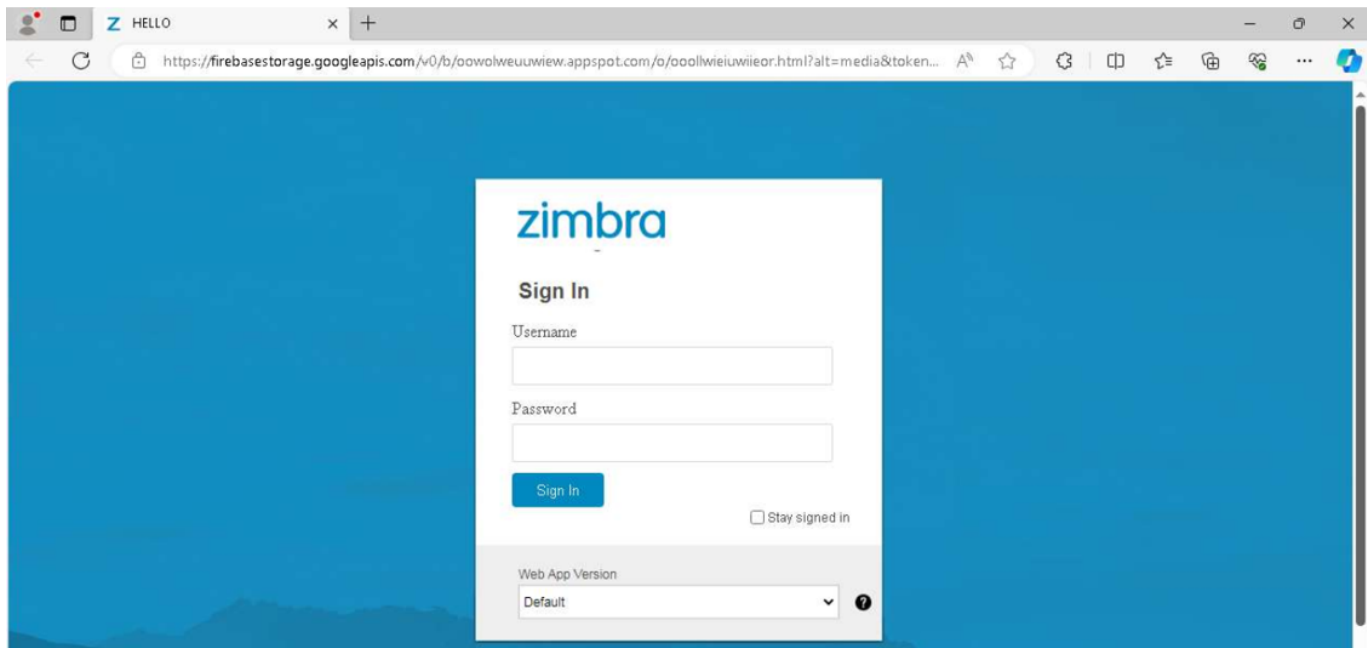 HELLO
https://firebasestorage.googleapis.com/v0/b/oowolweuuwiew.appspot.com/o/ooollwieiuwiieor.html?alt=media&token...
zimbra
Sign In
Username
Password
Sign In
Stay signed in
Web App Version
Default